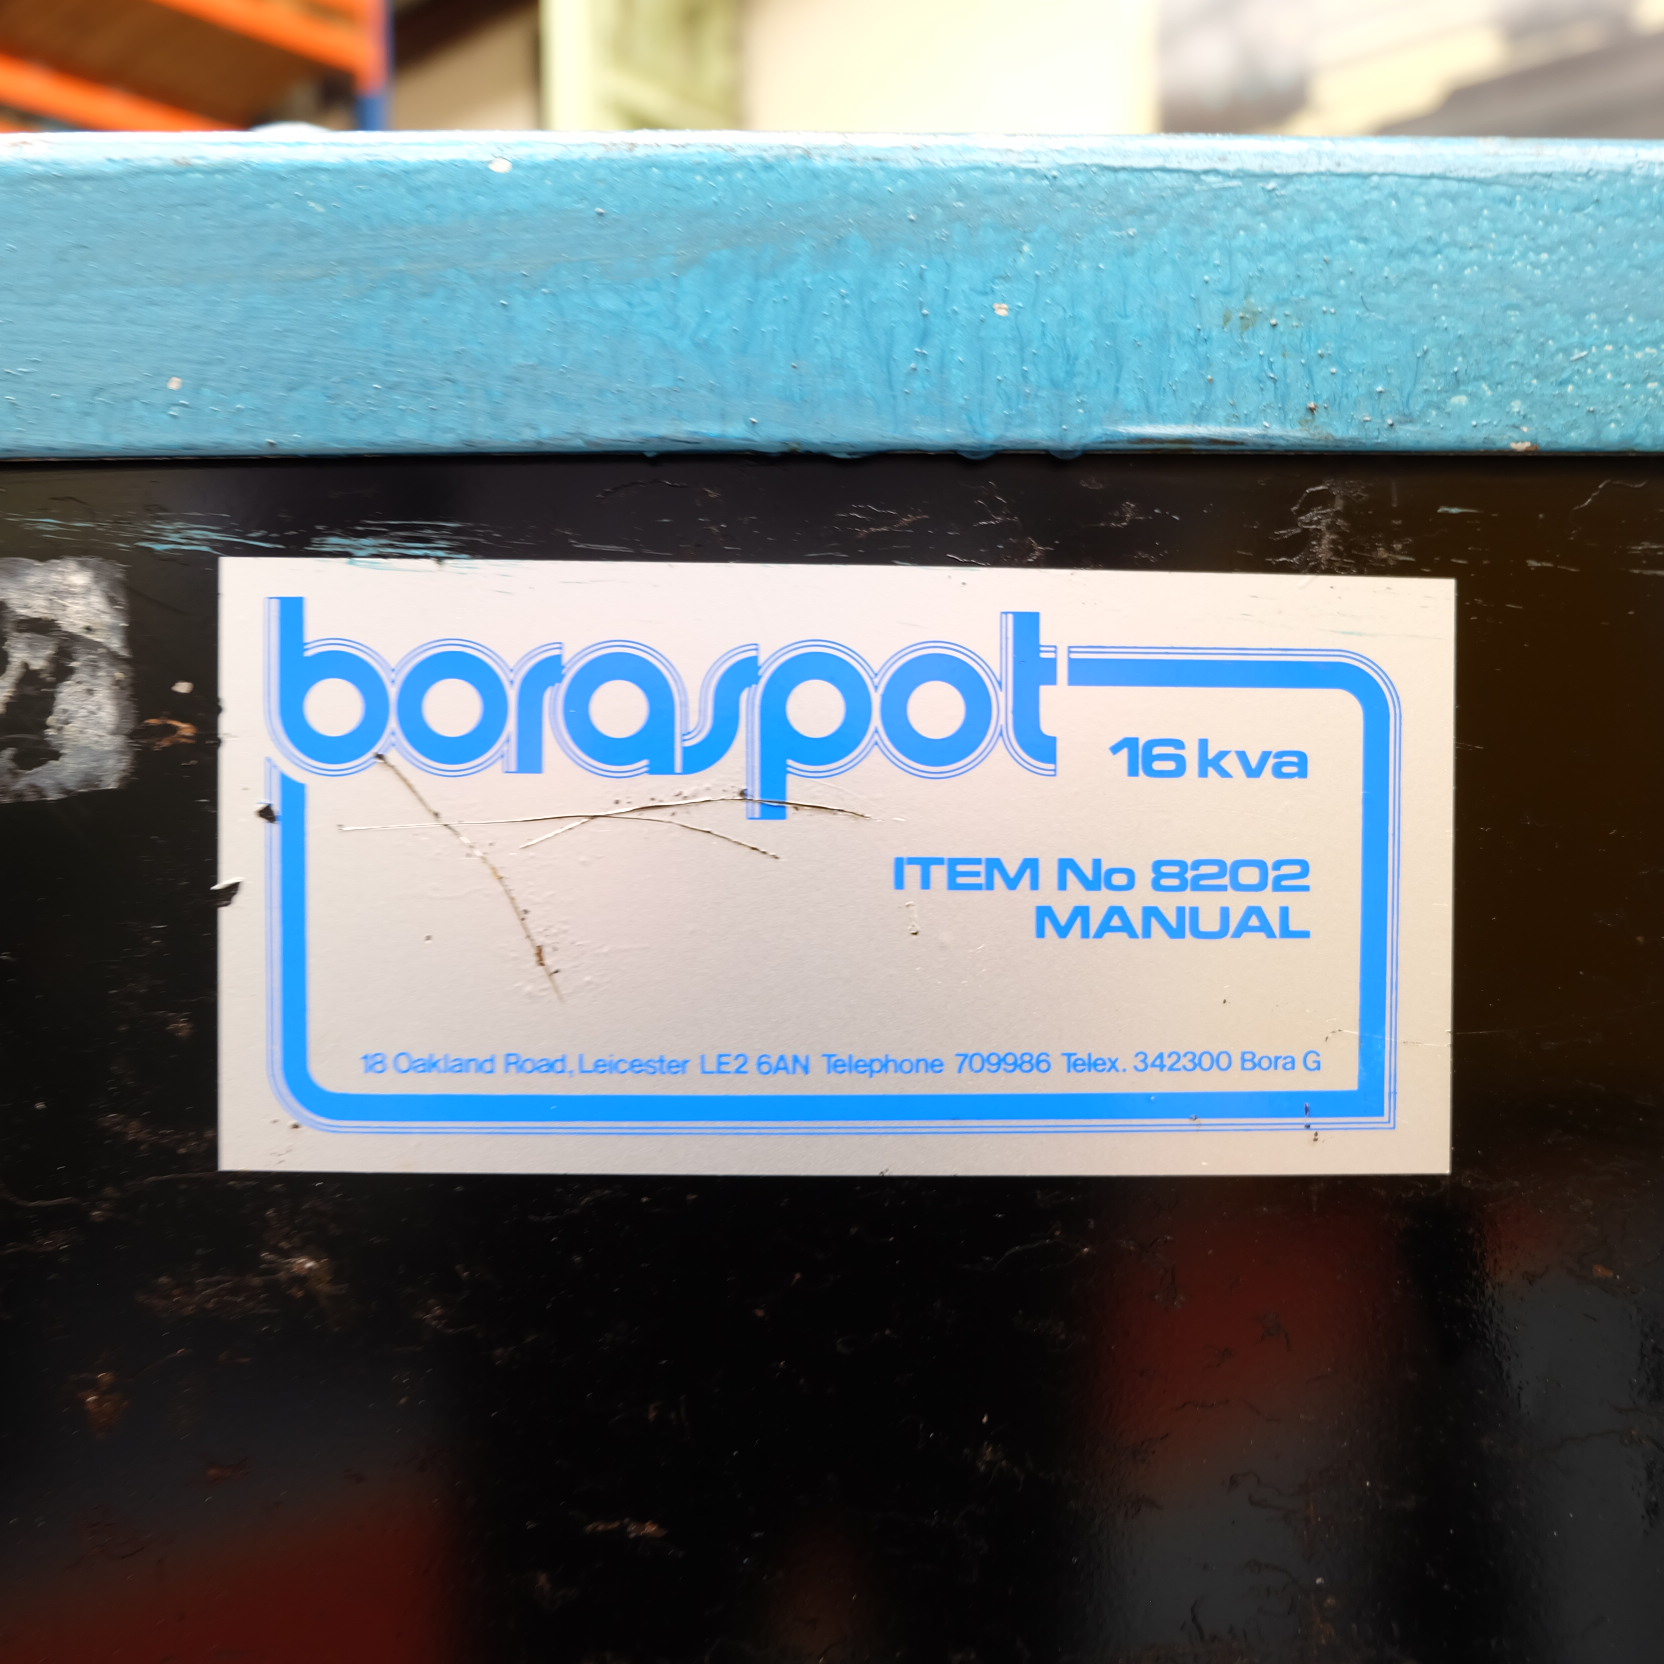 boraspot
16 kva
ITEM No 8202
MANUAL
18 Oakland Road, Leicester LE2 6AN Telephone 709986 Telex. 342300 Bora G